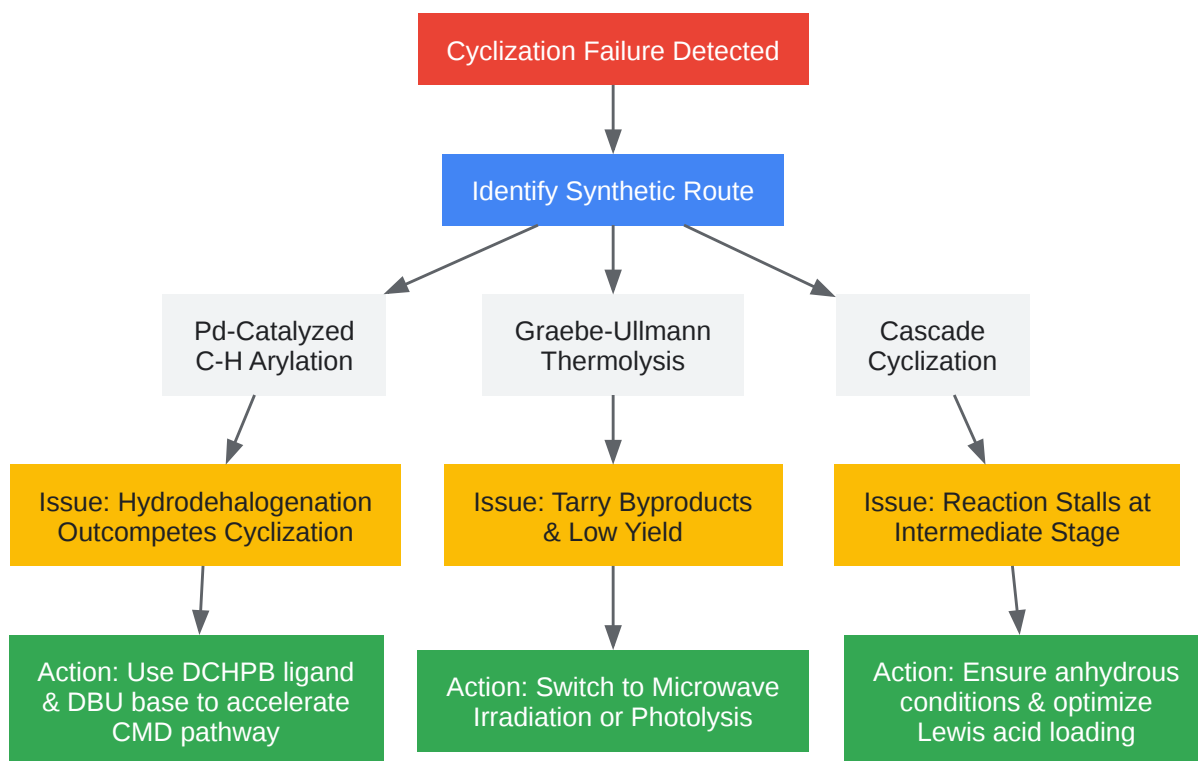 Cyclization Failure Detected
Identify Synthetic Route
Pd-Catalyzed
C-H Arylation
Graebe-Ullmann
Thermolysis
Cascade
Cyclization
Issue: Hydrodehalogenation
Outcompetes Cyclization
Issue: Tarry Byproducts
& Low Yield
Issue: Reaction Stalls at
Intermediate Stage
Action: Use DCHPB ligand
& DBU base to accelerate
CMD pathway
Action: Switch to Microwave
Irradiation or Photolysis
Action: Ensure anhydrous
conditions & optimize
Lewis acid loading